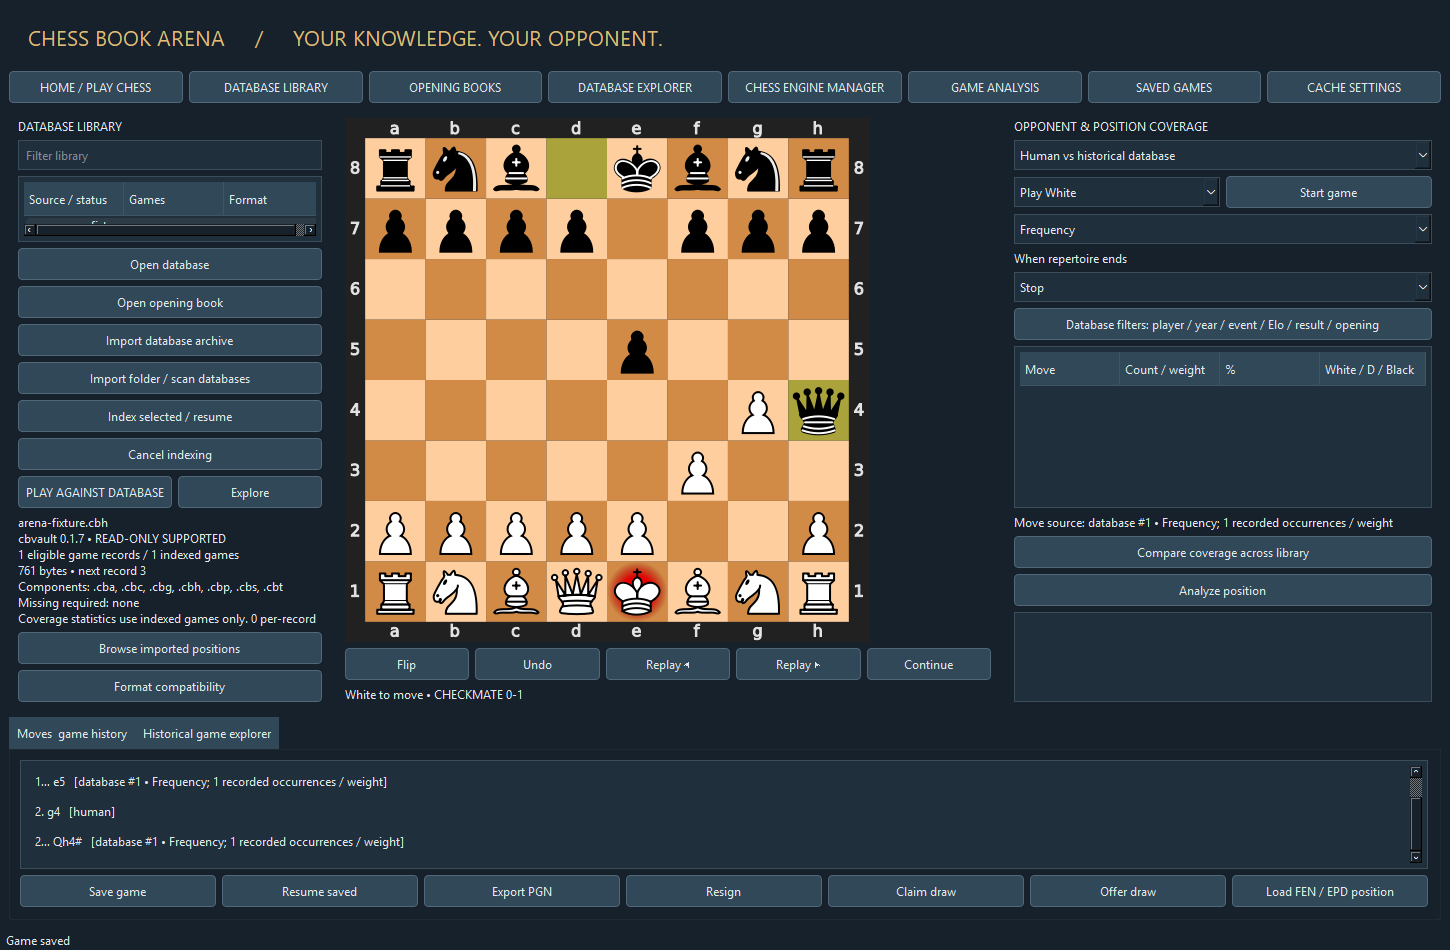 CHESS BOOK ARENA / YOUR KNOWLEDGE. YOUR OPPONENT.
HOME / PLAY CHESS
DATABASE LIBRARY
OPENING BOOKS
DATABASE EXPLORER
CHESS ENGINE MANAGER
GAME ANALYSIS
SAVED GAMES
CACHE SETTINGS
DATABASE LIBRARY
Filter library
Source / status Games Format
Open database
Open opening book
Import database archive
Import folder / scan databases
Index selected / resume
Cancel indexing
PLAY AGAINST DATABASE
Explore
arena-fixture.cbh
cbvault 0.1.7 • READ-ONLY SUPPORTED
1 eligible game records / 1 indexed games
761 bytes • next record 3
Components: .cba, .cbc, .cbg, .cbh, .cbp, .cbs, .cbt
Missing required: none
Coverage statistics use indexed games only. 0 per-record
Browse imported positions
Format compatibility
a b c d e f g h
8 8
7 7
6 6
5 5
4 4
3 3
2 2
1 1
a b c d e f g h
Flip
Undo
Replay
Replay
Continue
White to move • CHECKMATE 0-1
OPPONENT & POSITION COVERAGE
Human vs historical database
Play White
Start game
Frequency
When repertoire ends
Stop
Database filters: player / year / event / Elo / result / opening
Move Count / weight % White / D / Black
Move source: database #1 • Frequency; 1 recorded occurrences / weight
Compare coverage across library
Analyze position
Moves game history
Historical game explorer
1... e5 [database #1 • Frequency; 1 recorded occurrences / weight]
2. g4 [human]
2... Qh4# [database #1 • Frequency; 1 recorded occurrences / weight]
Save game
Resume saved
Export PGN
Resign
Claim draw
Offer draw
Load FEN / EPD position
Game saved